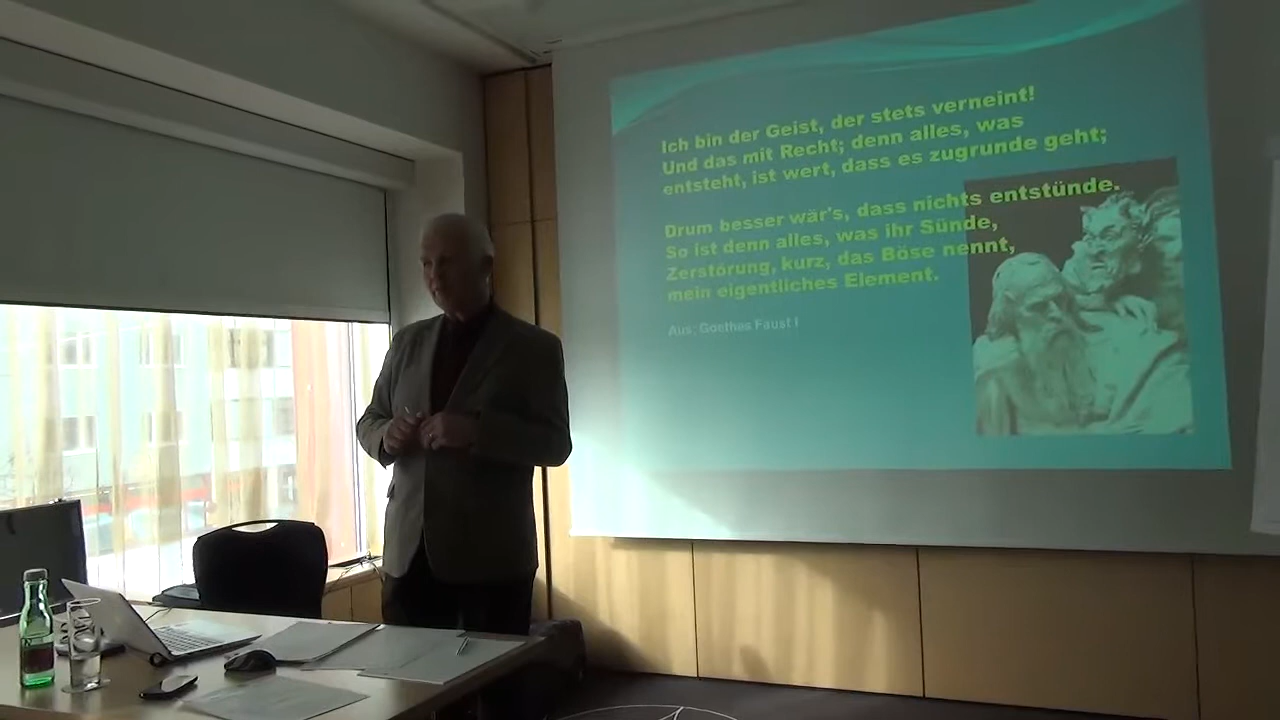 Ich bin der Geist, der stets verneint!
Und das mit Recht; denn alles, was
entsteht, ist wert, dass es zugrunde geht;
Drum besser wär's, dass nichts entstünde.
So ist denn alles, was ihr Sünde,
Zerstörung, kurz, das Böse nennt,
mein eigentliches Element.
Aus: Goethes Faust I